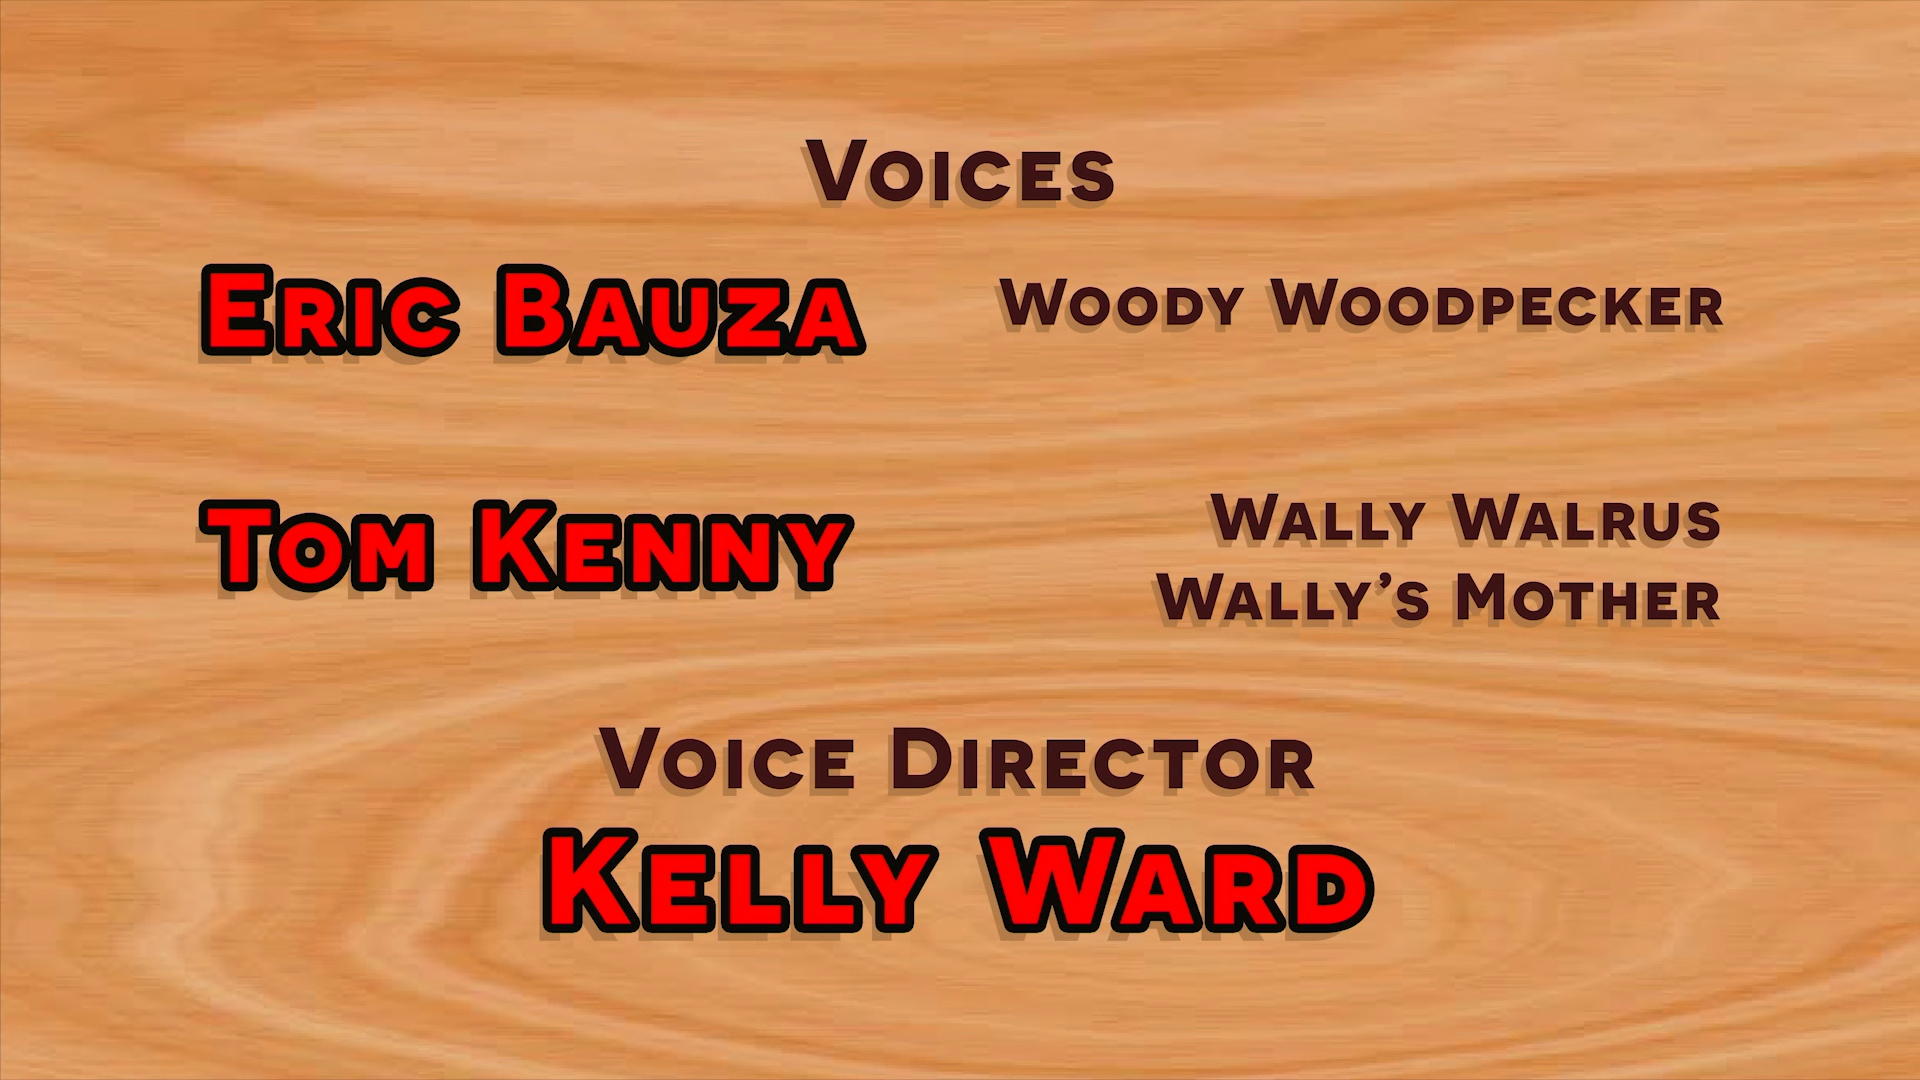 Voices
Eric Bauza Woody Woodpecker
Tom Kenny Wally Walrus
Wally's Mother
Voice Director
Kelly Ward